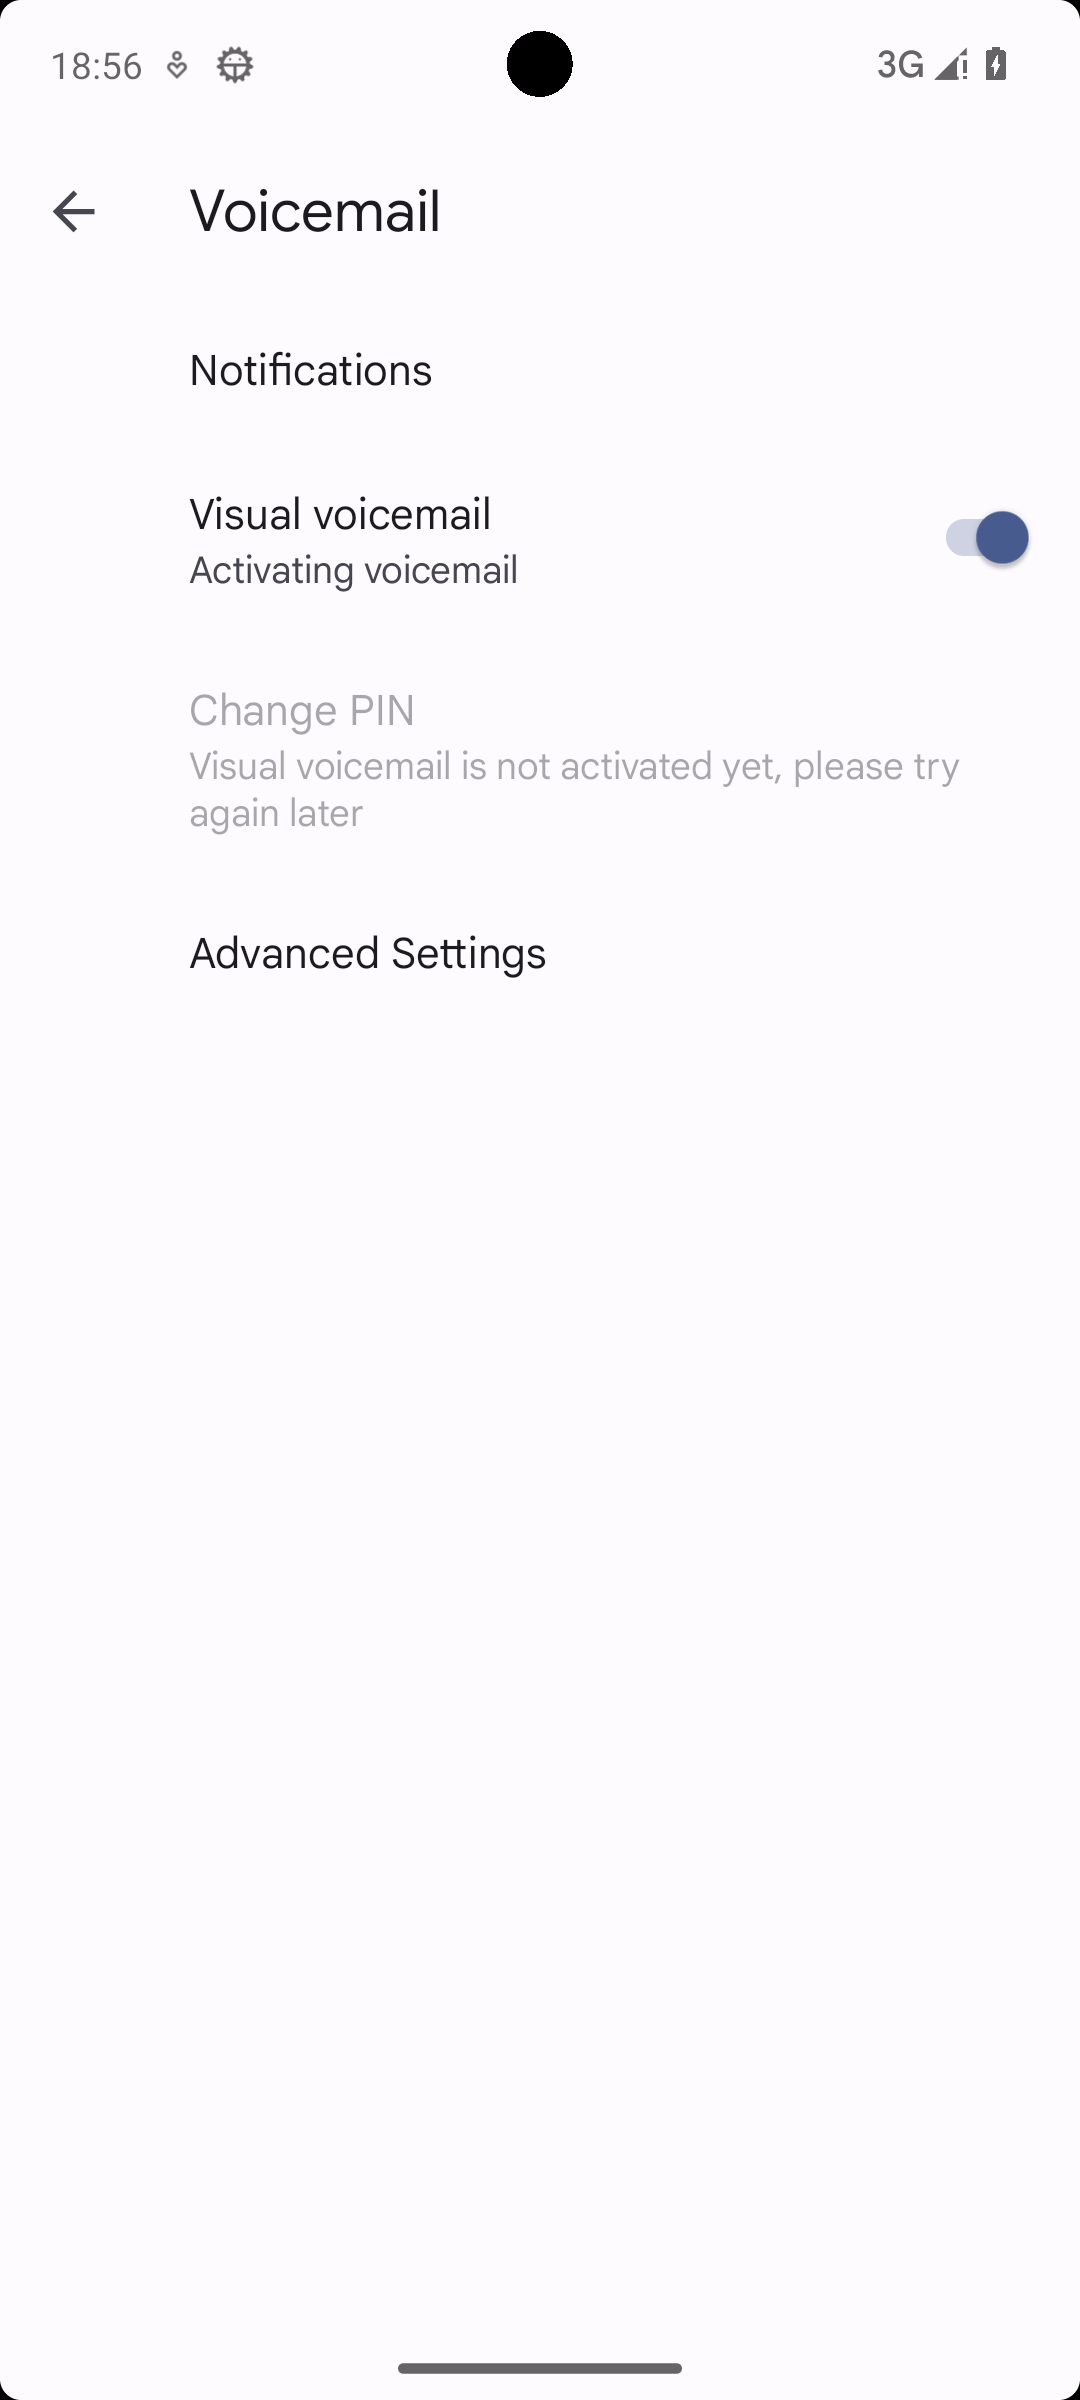 18:56
3G
Voicemail
Notifications
Visual voicemail
Activating voicemail
Change PIN
Visual voicemail is not activated yet, please try
again later
Advanced Settings